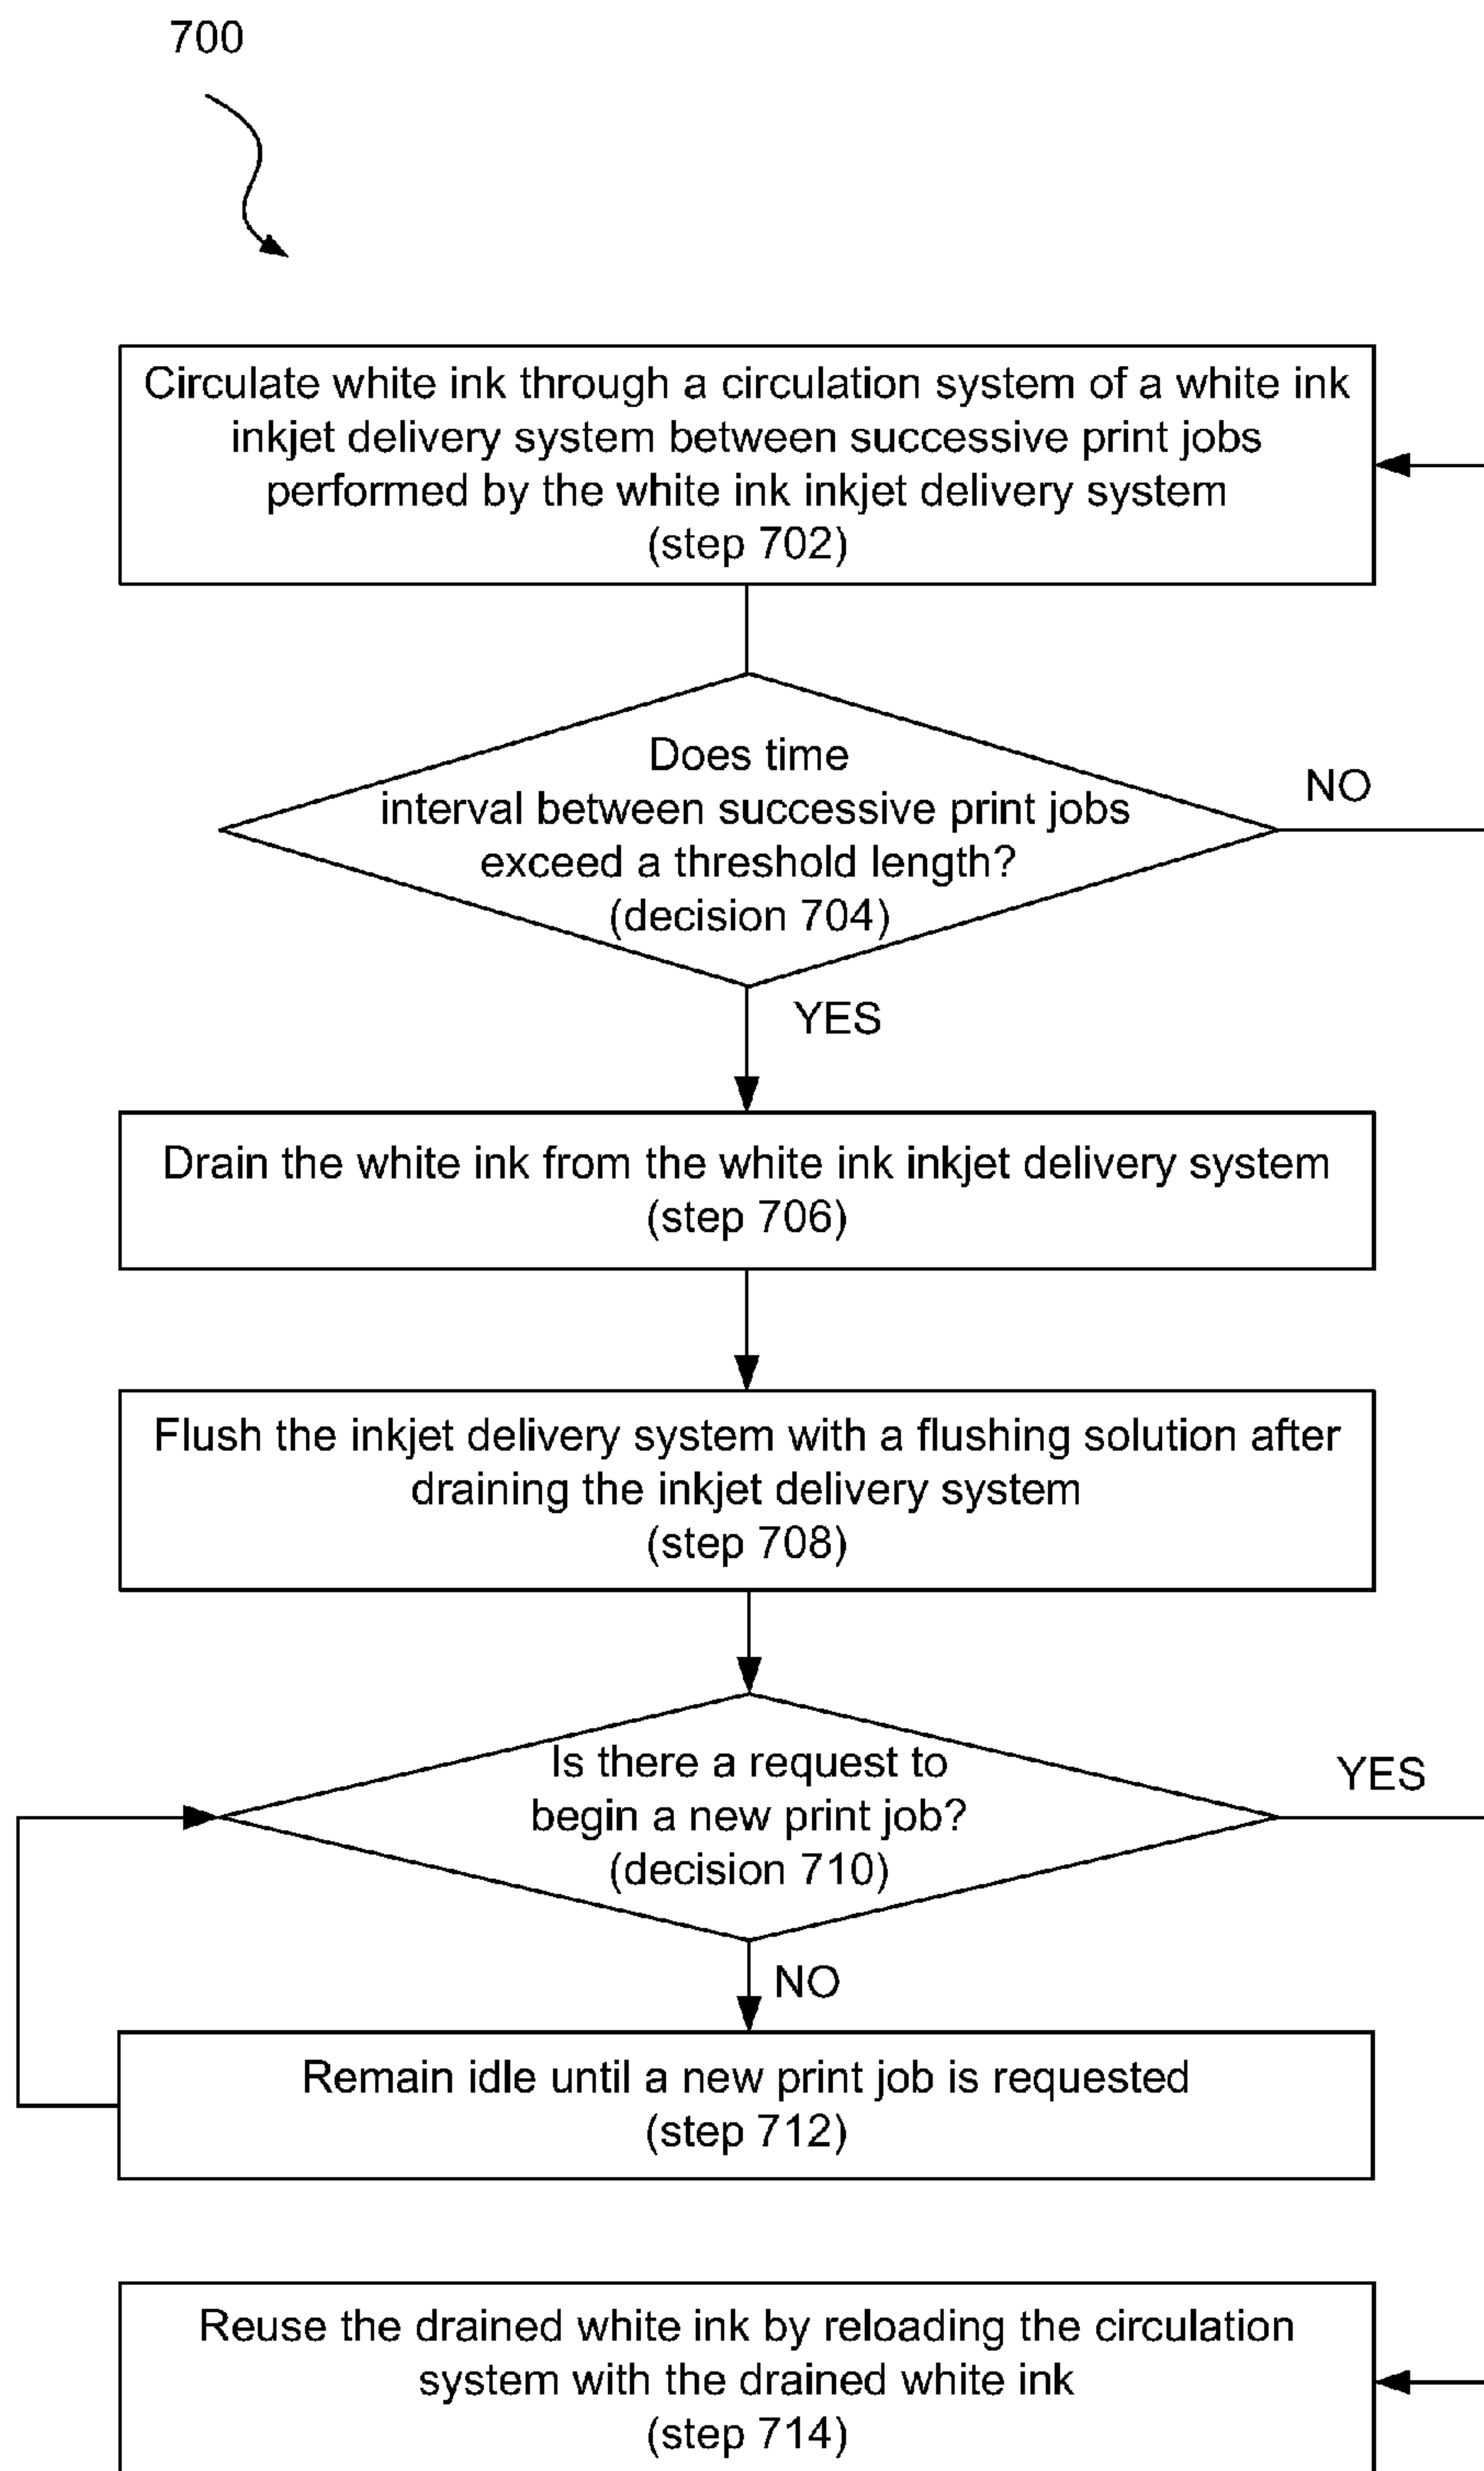 700
Circulate white ink through a circulation system of a white ink
inkjet delivery system between successive print jobs
performed by the white ink inkjet delivery system
(step 702)
Does time
interval between successive print jobs
exceed a threshold length?
(decision 704)
NO
YES
Drain the white ink from the white ink inkjet delivery system
(step 706)
Flush the inkjet delivery system with a flushing solution after
draining the inkjet delivery system
(step 708)
Is there a request to
begin a new print job?
(decision 710)
YES
NO
Remain idle until a new print job is requested
(step 712)
Reuse the drained white ink by reloading the circulation
system with the drained white ink
(step 714)